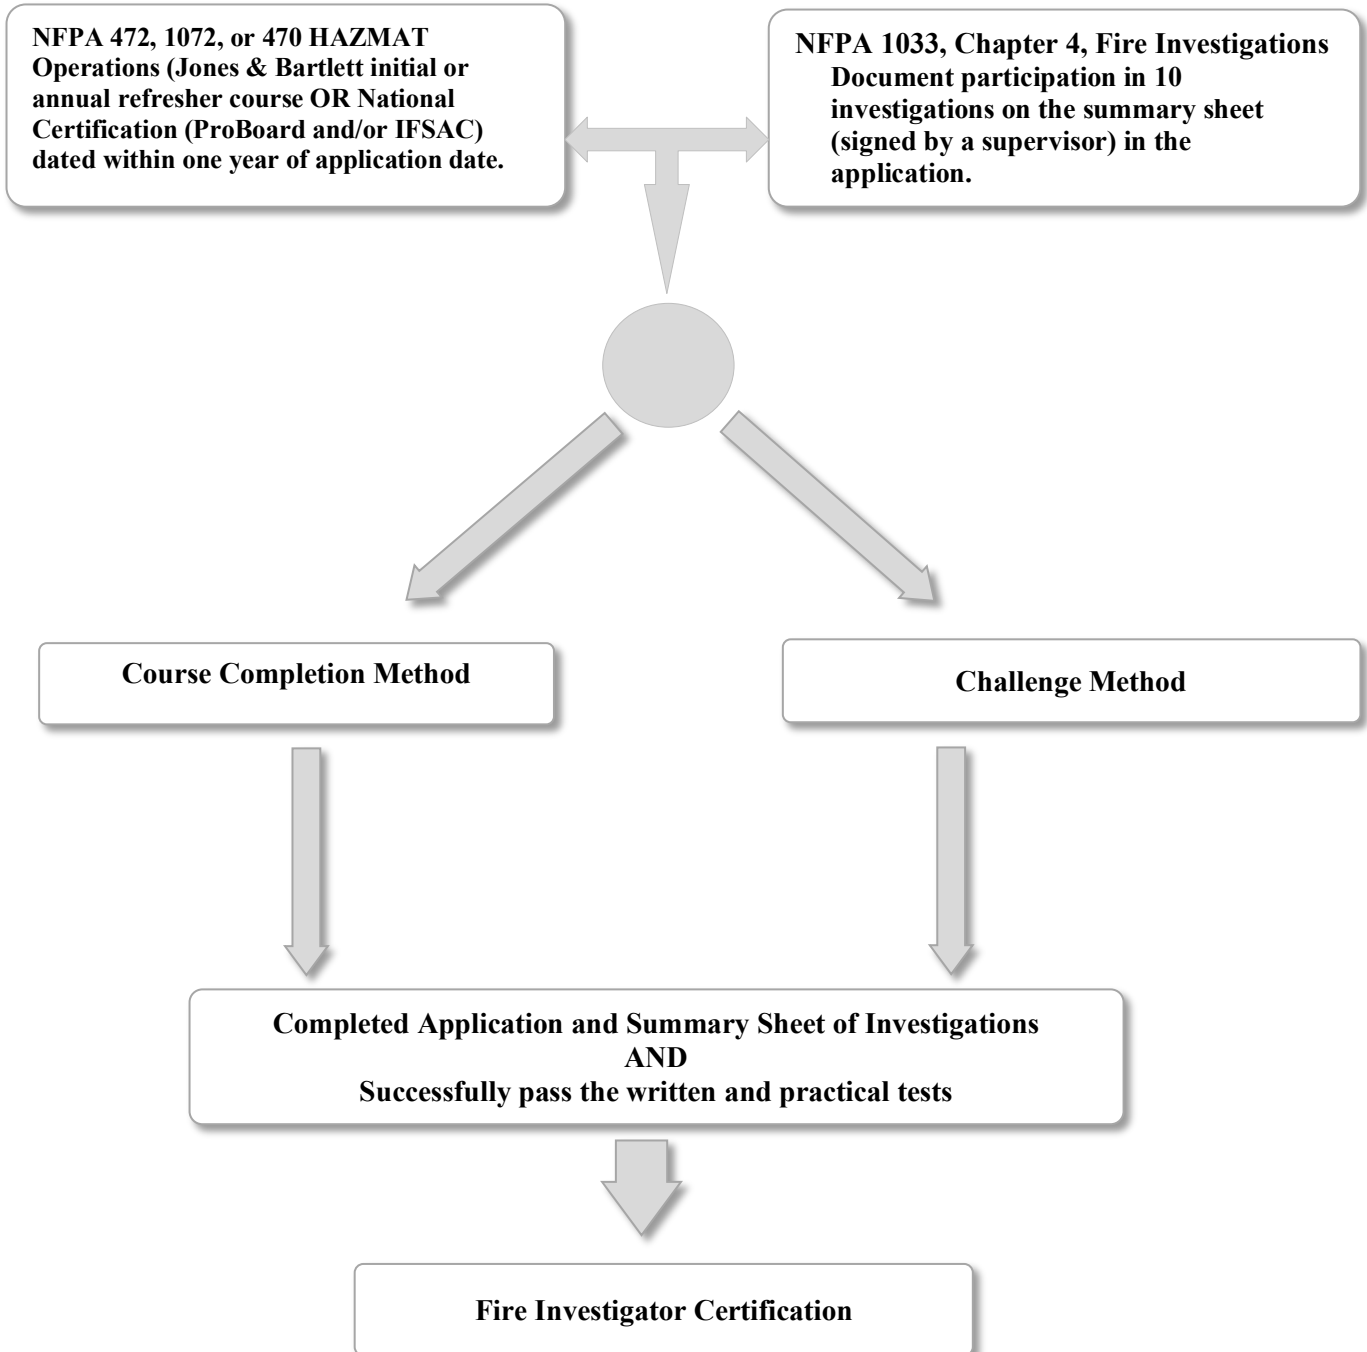 NFPA 472, 1072, or 470 HAZMAT
Operations (Jones & Bartlett initial or
annual refresher course OR National
Certification (ProBoard and/or IFSAC)
dated within one year of application date.
NFPA 1033, Chapter 4, Fire Investigations
Document participation in 10
investigations on the summary sheet
(signed by a supervisor) in the
application.
Course Completion Method
Challenge Method
Completed Application and Summary Sheet of Investigations
AND
Successfully pass the written and practical tests
Fire Investigator Certification